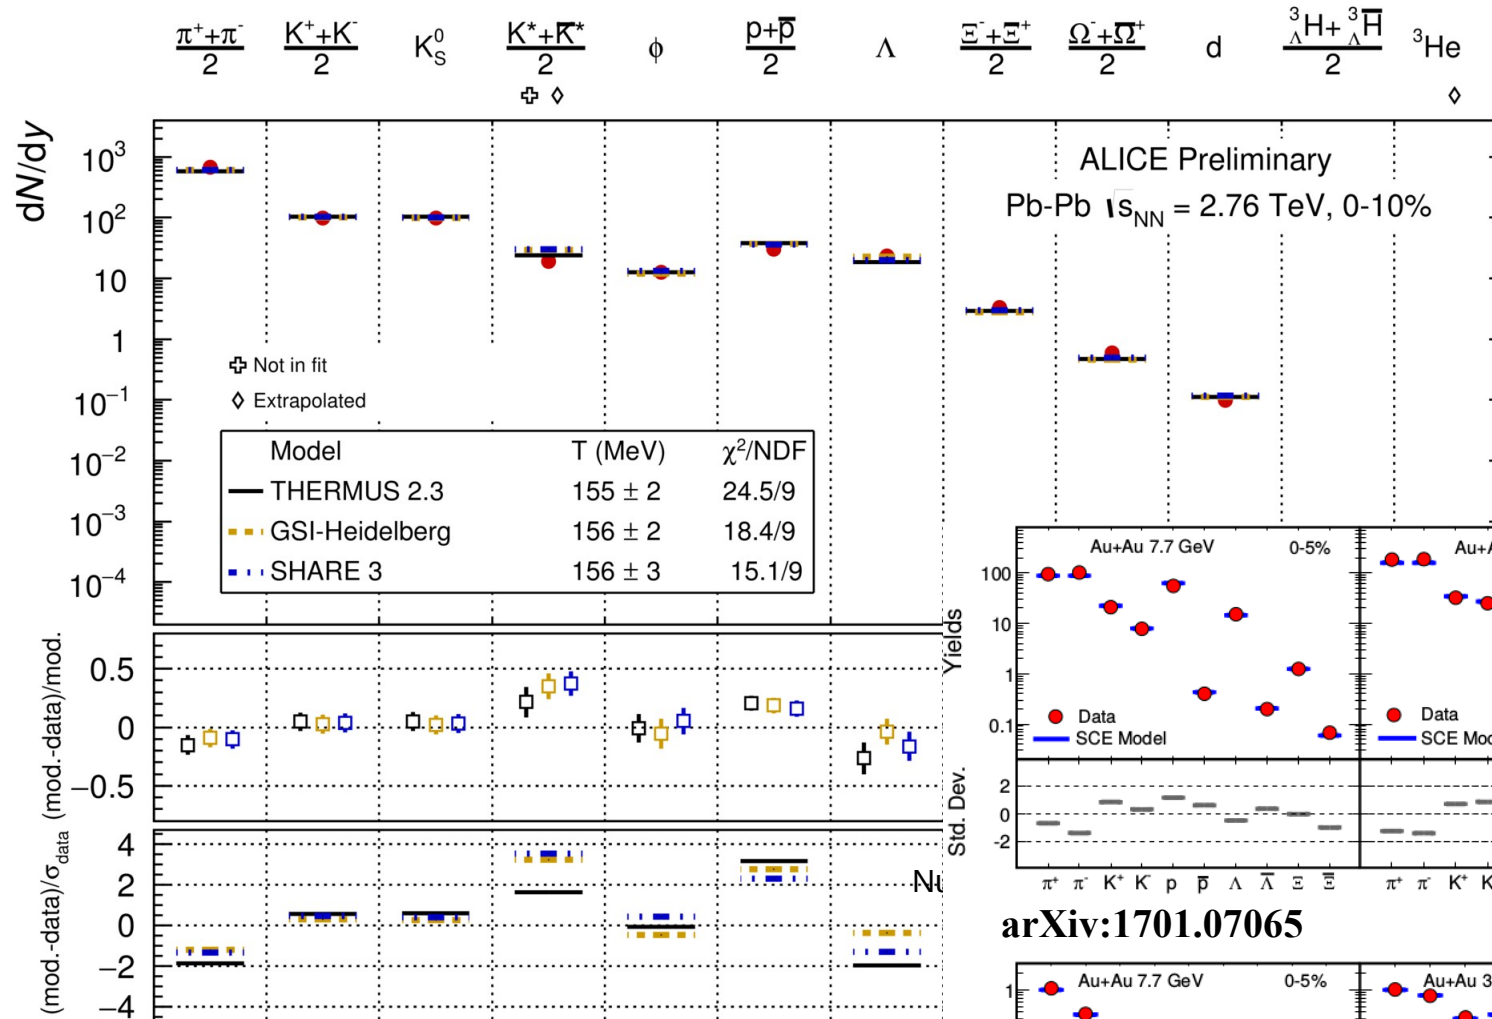 π⁺+π⁻ K⁺+K⁻ K*+K̅* p+p̅ Ξ⁻+Ξ̅⁺ Ω⁻+Ω̅⁺ ³ΛH+ ³ΛH̅
2 2 K⁰S 2 ϕ 2 Λ 2 2 d 2 ³He
dN/dy
10³
10²
10
1
10⁻¹
10⁻²
10⁻³
10⁻⁴
ALICE Preliminary
Pb-Pb √sNN = 2.76 TeV, 0-10%
Not in fit
Extrapolated
Model T (MeV) χ²/NDF
THERMUS 2.3 155 ± 2 24.5/9
GSI-Heidelberg 156 ± 2 18.4/9
SHARE 3 156 ± 3 15.1/9
(mod.-data)/mod.
0.5
0
−0.5
(mod.-data)/σdata
4
2
0
−2
−4
Au+Au 7.7 GeV 0-5%
Yields
100
10
1
0.1
Data
SCE Model
Data
Std. Dev.
2
0
-2
π⁺ π⁻ K⁺ K⁻ p p̅ Λ Λ̅ Ξ Ξ̅ π⁺ π⁻ K⁺
arXiv:1701.07065
Au+Au 7.7 GeV 0-5% Au+Au 3
1